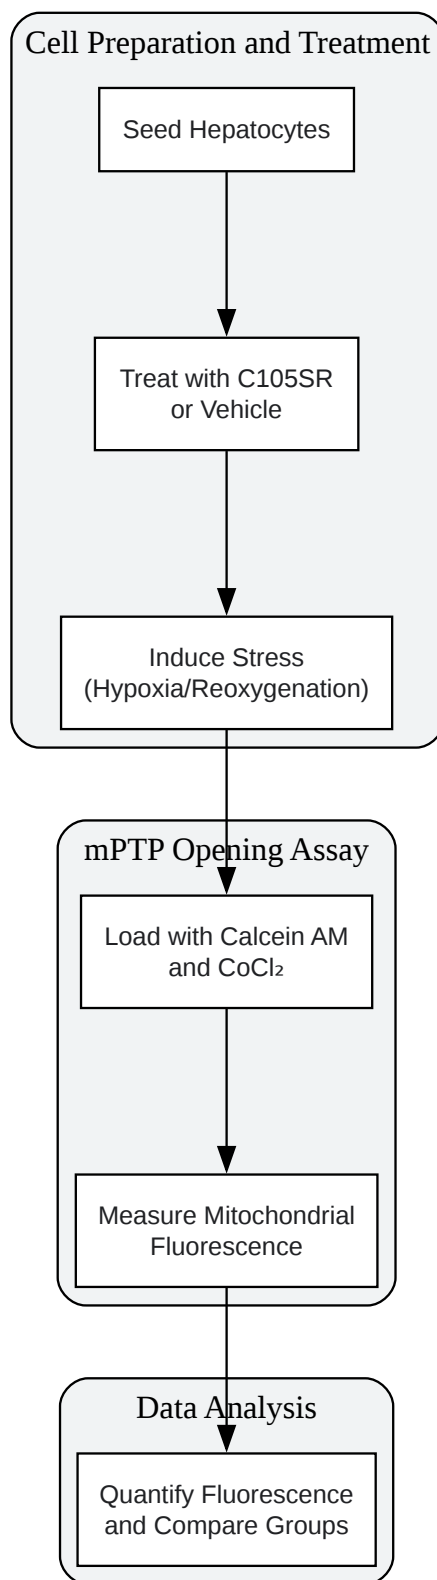 Cell Preparation and Treatment
Seed Hepatocytes
Treat with C105SR
or Vehicle
Induce Stress
(Hypoxia/Reoxygenation)
mPTP Opening Assay
Load with Calcein AM
and CoCl₂
Measure Mitochondrial
Fluorescence
Data Analysis
Quantify Fluorescence
and Compare Groups